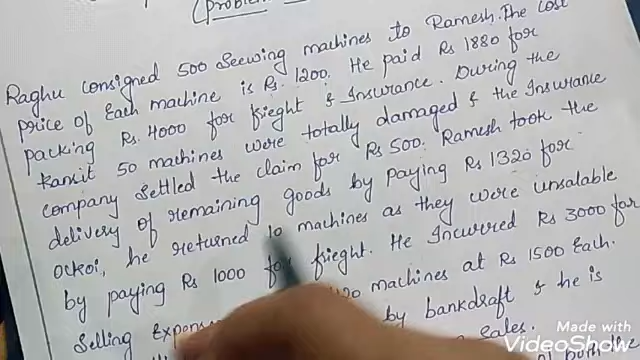 (Problem
Raghu consigned 500 Seewing machines to Ramesh. The cost
price of Each machine is Rs. 1200. He paid Rs 1880 for
packing Rs. 4000 for frieght & Insurance. During the
transit 50 machines were totally damaged & the Insurance
company settled the claim for Rs 500. Ramesh took the
delivery of remaining goods by paying Rs 1320 for
octroi, he returned 10 machines as they were unsalable
by paying Rs 1000 for frieght. He Incurred Rs 3000 for
Selling Expens 420 machines at Rs 1500 Each.
by bankdraft & he is
sales.
the
Made with
VideoShow